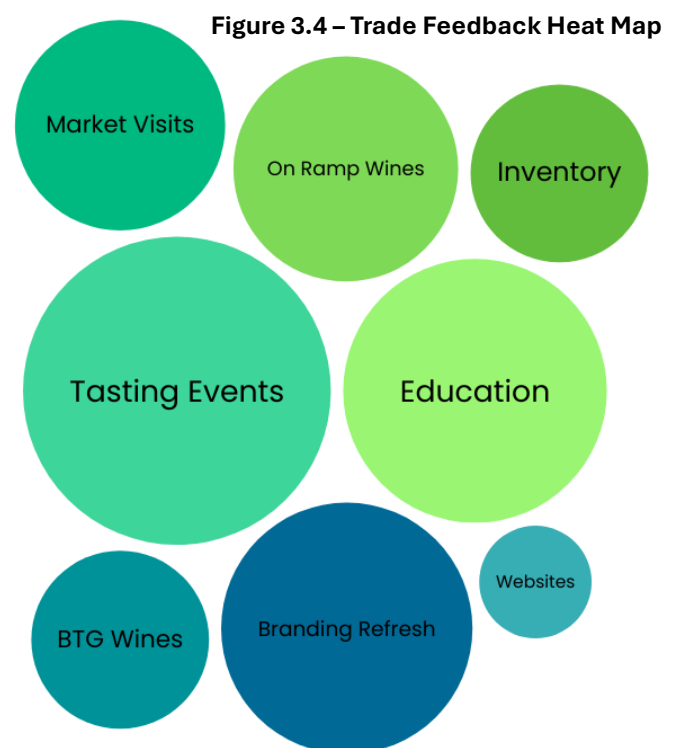 Figure 3.4 – Trade Feedback Heat Map
Market Visits
On Ramp Wines
Inventory
Tasting Events
Education
Websites
Branding Refresh
BTG Wines